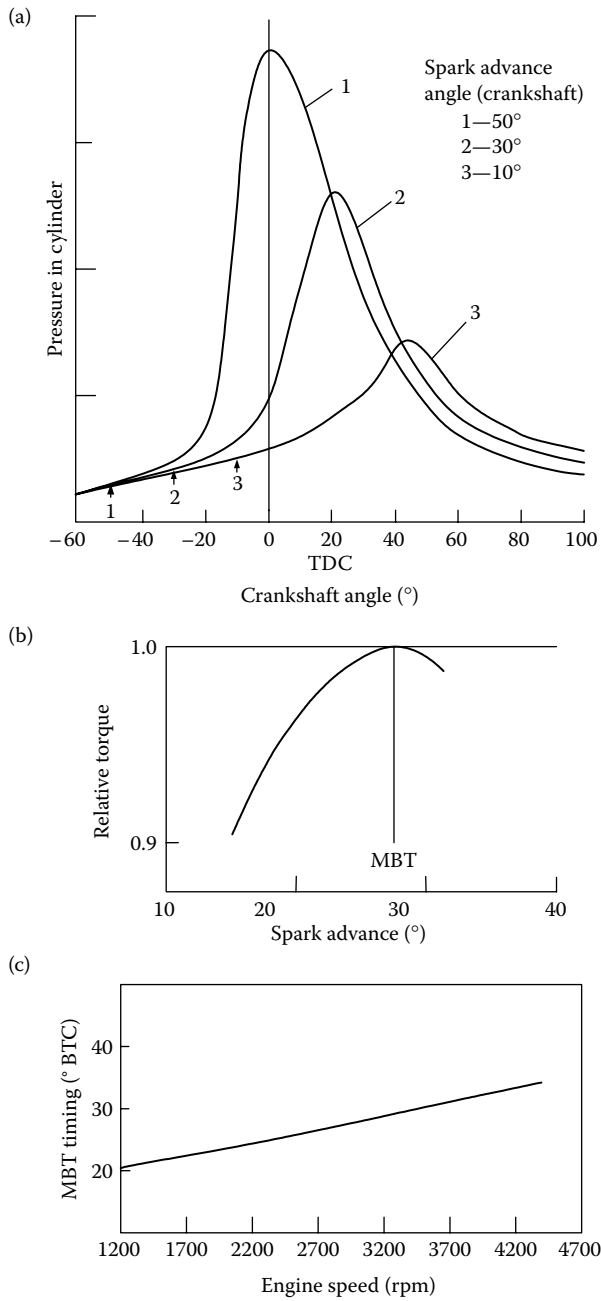 (a)
Spark advance
angle (crankshaft)
1—50°
2—30°
3—10°
1
2
3
Pressure in cylinder
1
2
3
−60 −40 −20 0 20 40 60 80 100
TDC
Crankshaft angle (°)
(b)
1.0
0.9
Relative torque
MBT
10 20 30 40
Spark advance (°)
(c)
40
30
20
MBT timing (° BTC)
1200 1700 2200 2700 3200 3700 4200 4700
Engine speed (rpm)